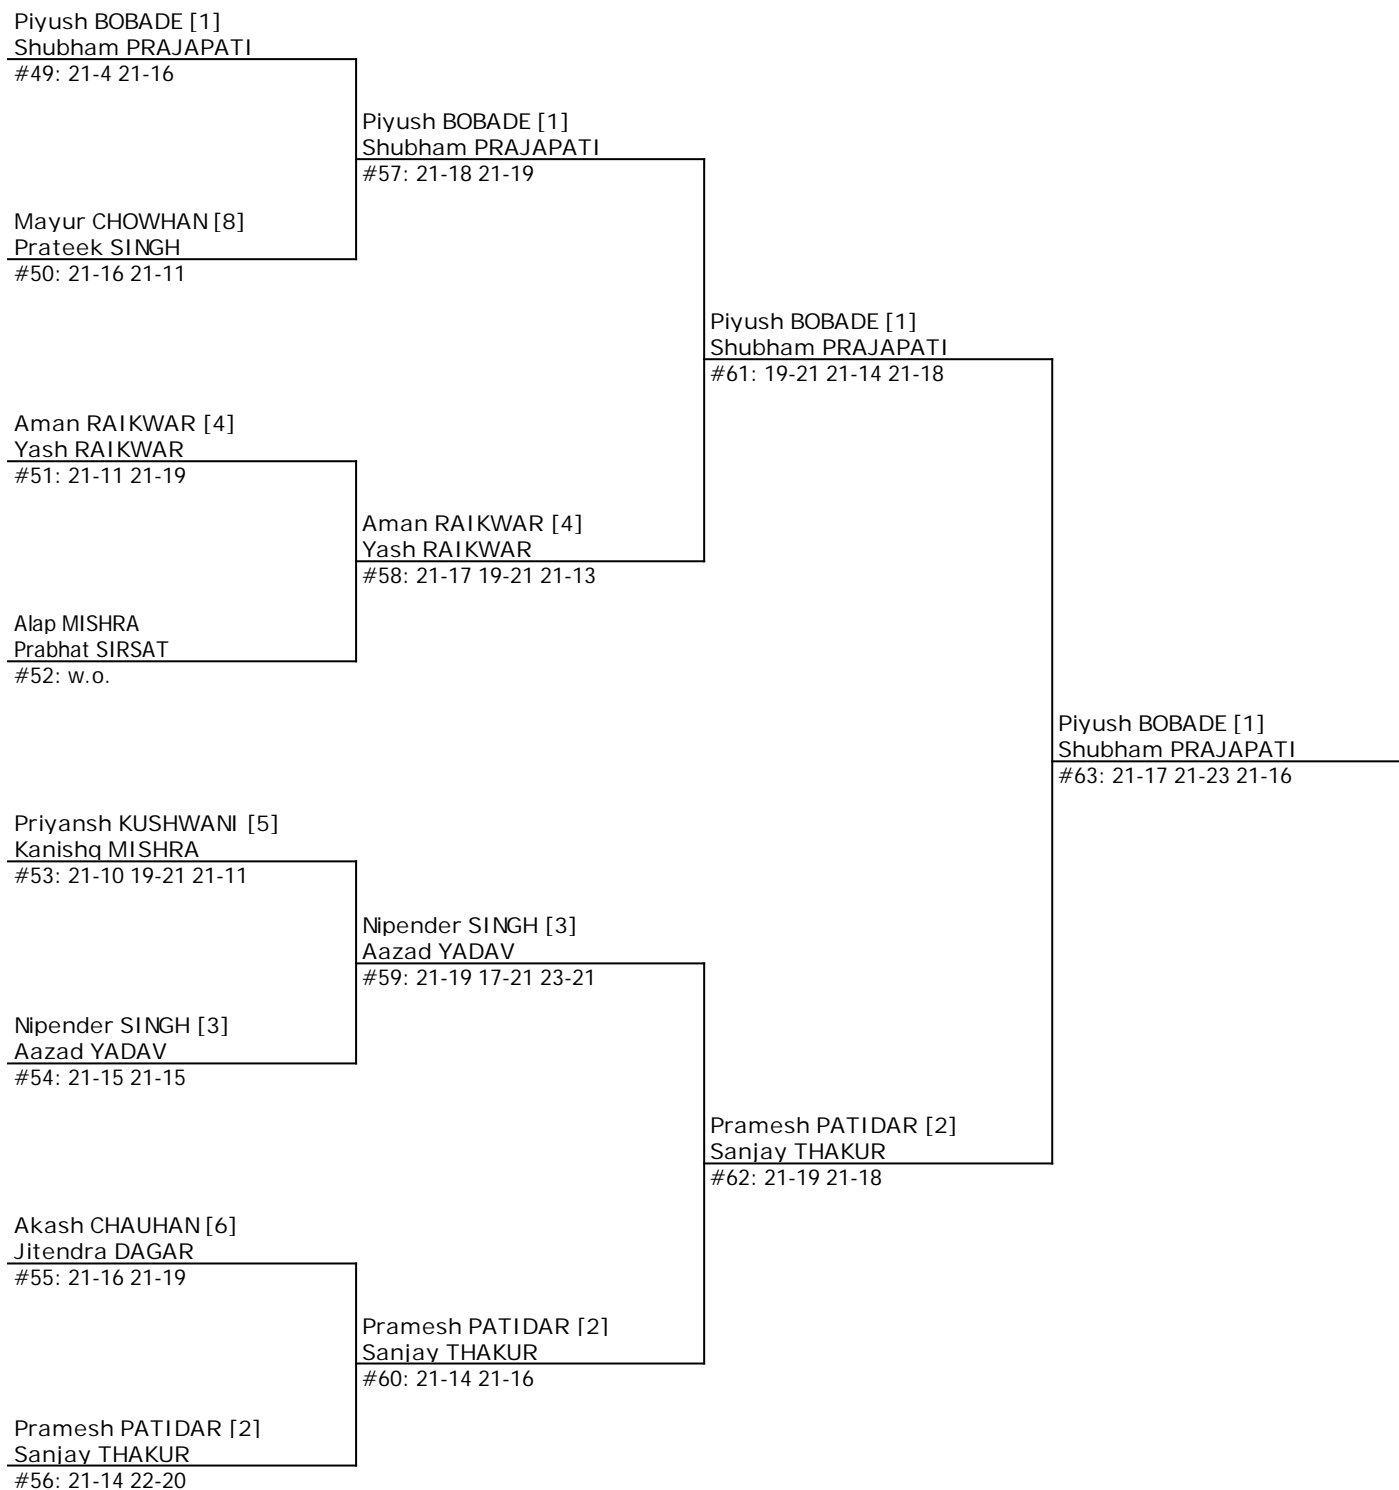 Piyush BOBADE [1]
Shubham PRAJAPATI
#49: 21-4 21-16
Piyush BOBADE [1]
Shubham PRAJAPATI
#57: 21-18 21-19
Mayur CHOWHAN [8]
Prateek SINGH
#50: 21-16 21-11
Piyush BOBADE [1]
Shubham PRAJAPATI
#61: 19-21 21-14 21-18
Aman RAIKWAR [4]
Yash RAIKWAR
#51: 21-11 21-19
Aman RAIKWAR [4]
Yash RAIKWAR
#58: 21-17 19-21 21-13
Alap MISHRA
Prabhat SIRSAT
#52: w.o.
Piyush BOBADE [1]
Shubham PRAJAPATI
#63: 21-17 21-23 21-16
Priyansh KUSHWANI [5]
Kanishq MISHRA
#53: 21-10 19-21 21-11
Nipender SINGH [3]
Aazad YADAV
#59: 21-19 17-21 23-21
Nipender SINGH [3]
Aazad YADAV
#54: 21-15 21-15
Pramesh PATIDAR [2]
Sanjay THAKUR
#62: 21-19 21-18
Akash CHAUHAN [6]
Jitendra DAGAR
#55: 21-16 21-19
Pramesh PATIDAR [2]
Sanjay THAKUR
#60: 21-14 21-16
Pramesh PATIDAR [2]
Sanjay THAKUR
#56: 21-14 22-20